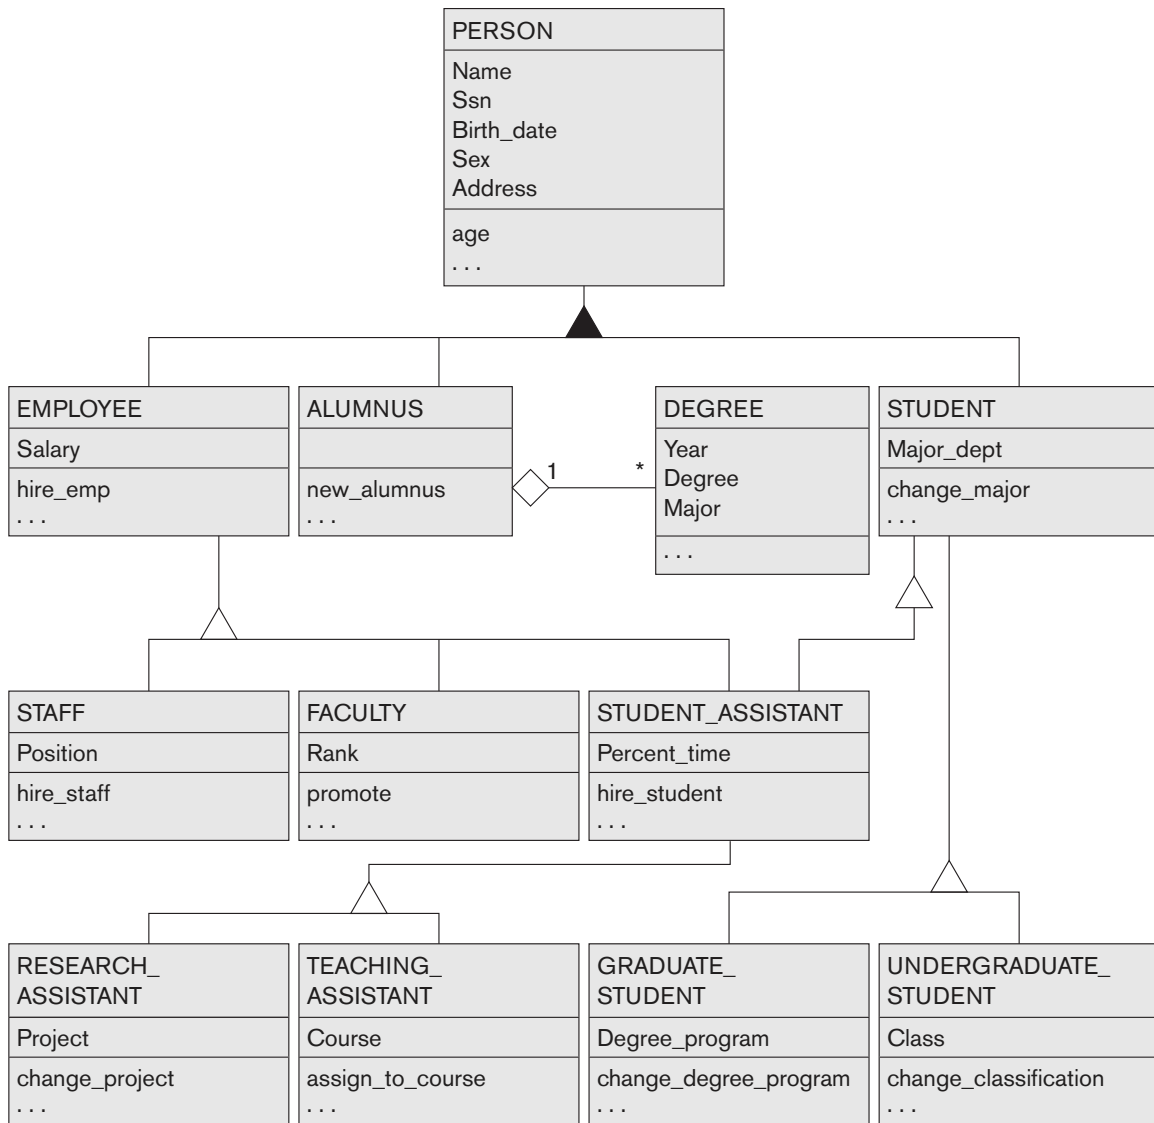 PERSON
Name
Ssn
Birth_date
Sex
Address
age
. . .
EMPLOYEE
Salary
hire_emp
. . .
ALUMNUS
new_alumnus
. . .
1
*
DEGREE
Year
Degree
Major
. . .
STUDENT
Major_dept
change_major
. . .
STAFF
Position
hire_staff
. . .
FACULTY
Rank
promote
. . .
STUDENT_ASSISTANT
Percent_time
hire_student
. . .
RESEARCH_
ASSISTANT
Project
change_project
. . .
TEACHING_
ASSISTANT
Course
assign_to_course
. . .
GRADUATE_
STUDENT
Degree_program
change_degree_program
. . .
UNDERGRADUATE_
STUDENT
Class
change_classification
. . .